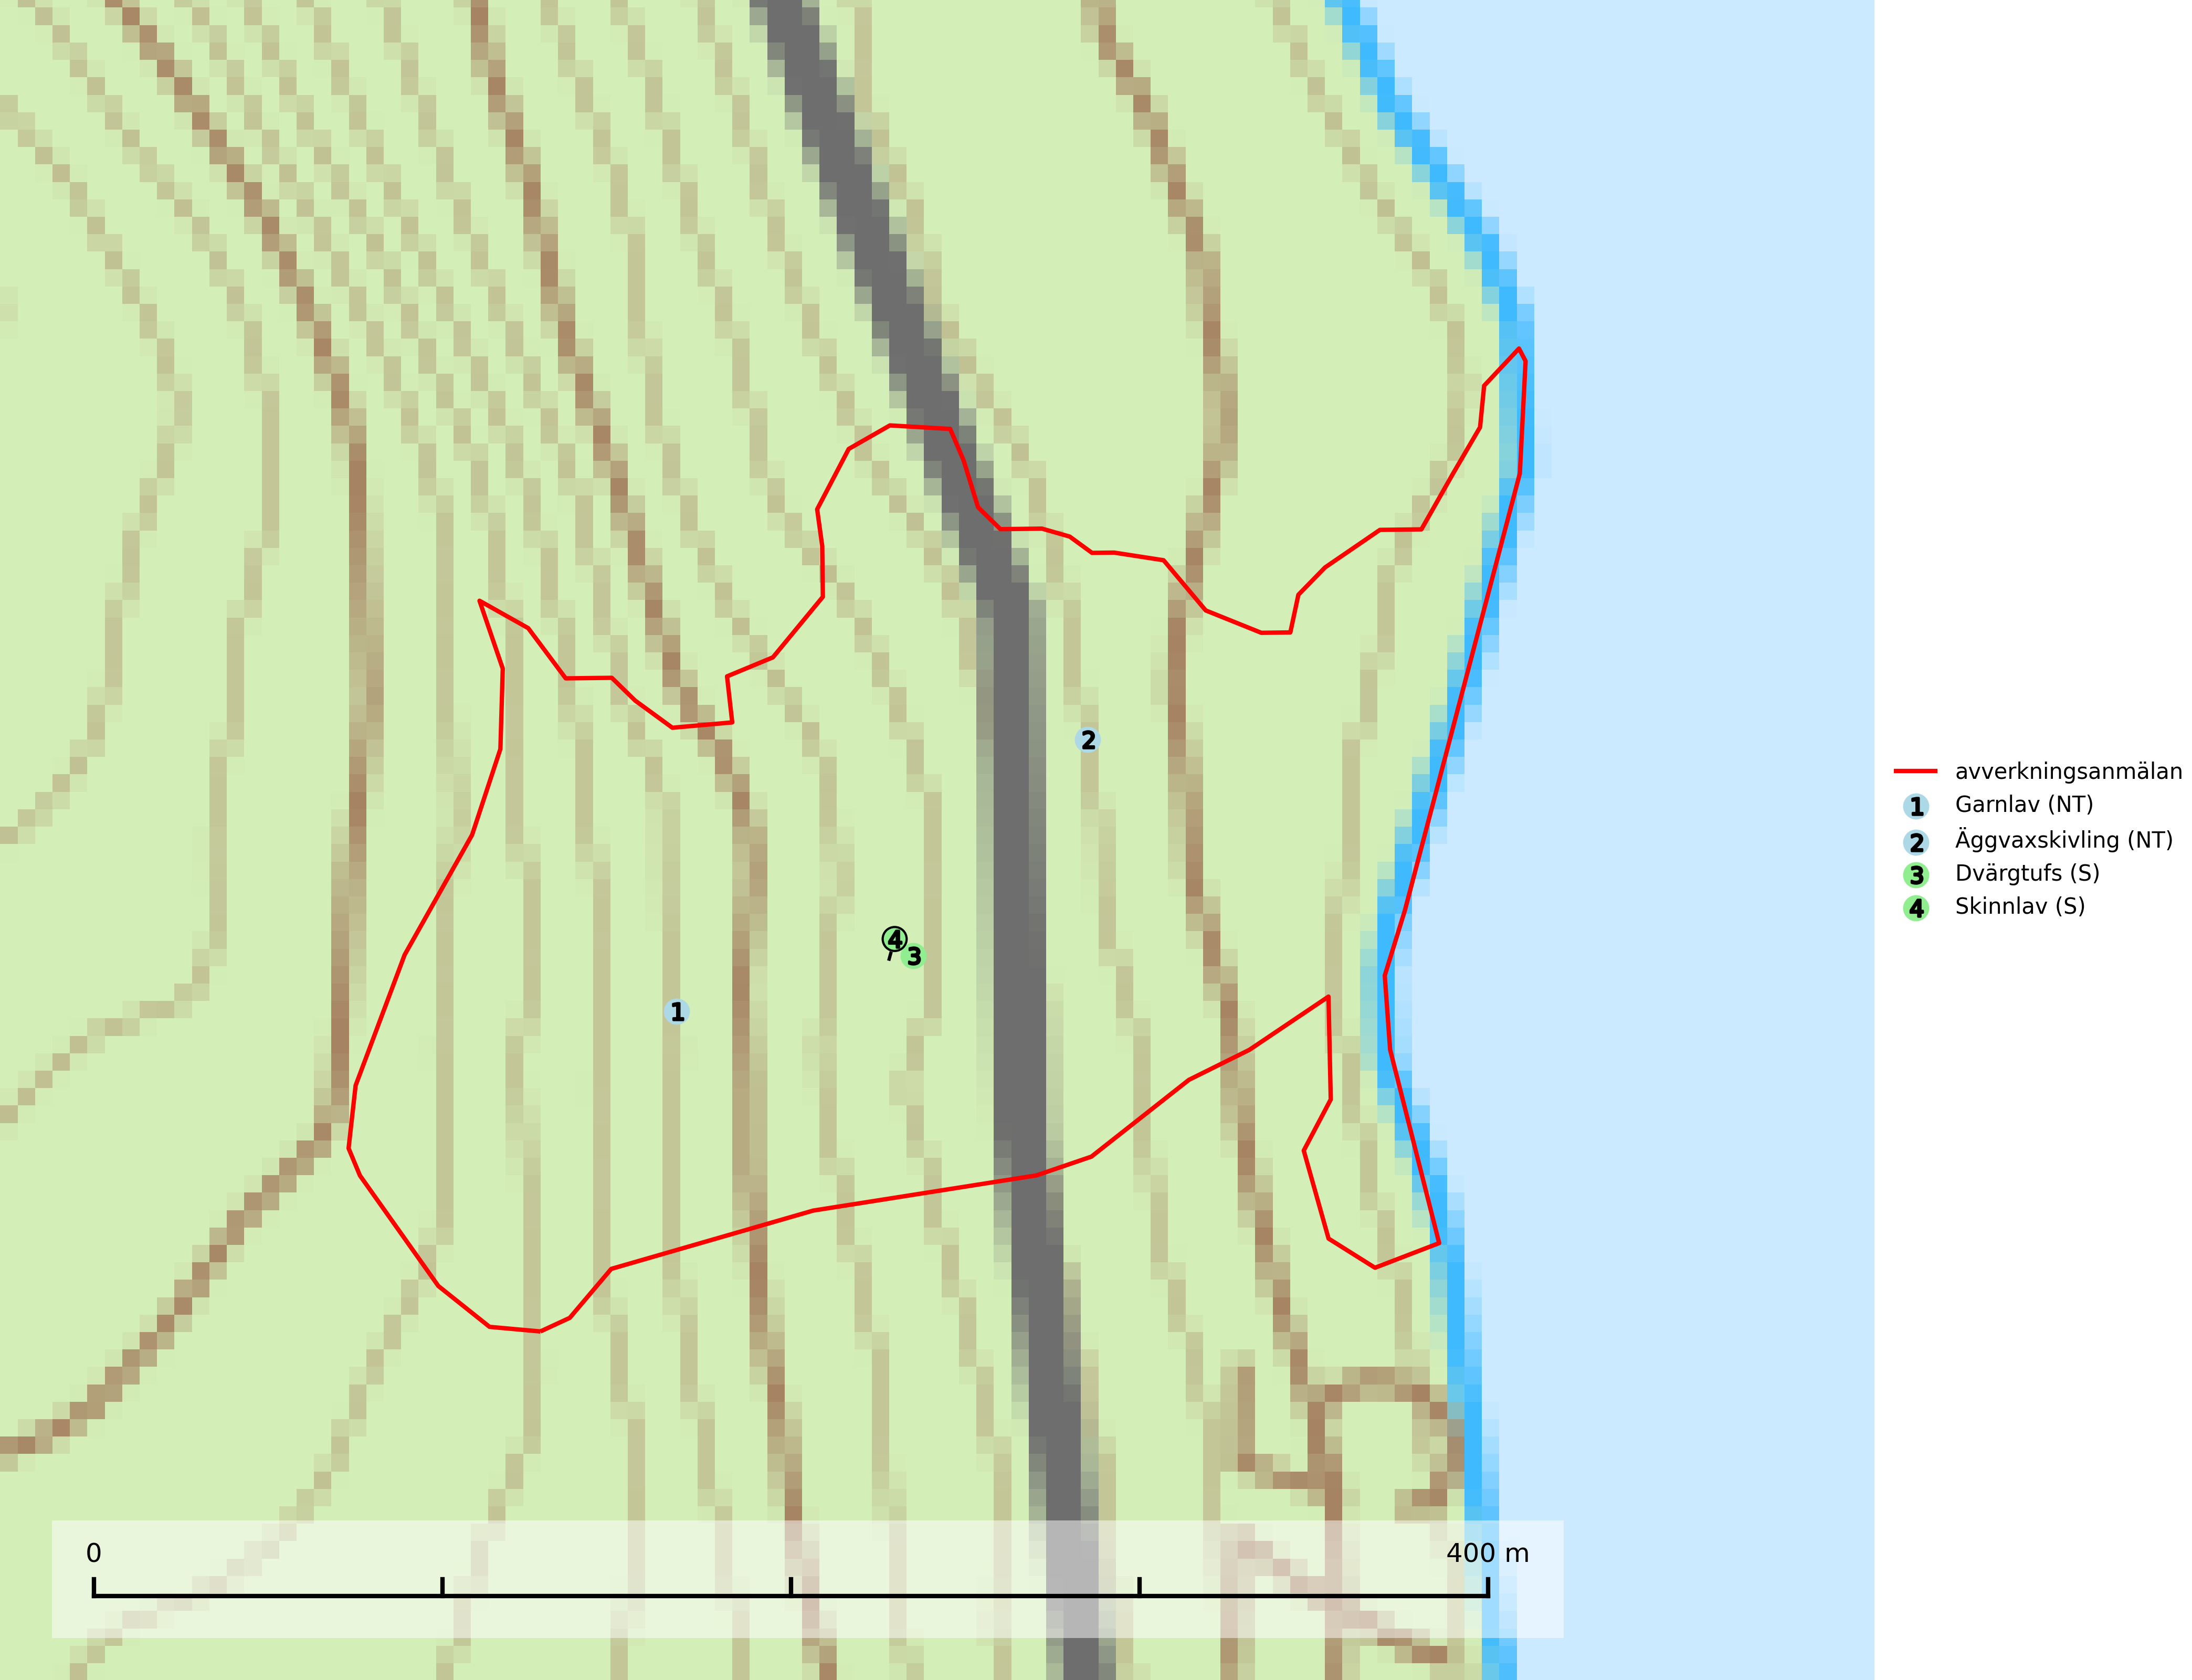 2
4
3
1
avverkningsanmälan
1 Garnlav (NT)
2 Äggvaxskivling (NT)
3 Dvärgtufs (S)
4 Skinnlav (S)
0 400 m